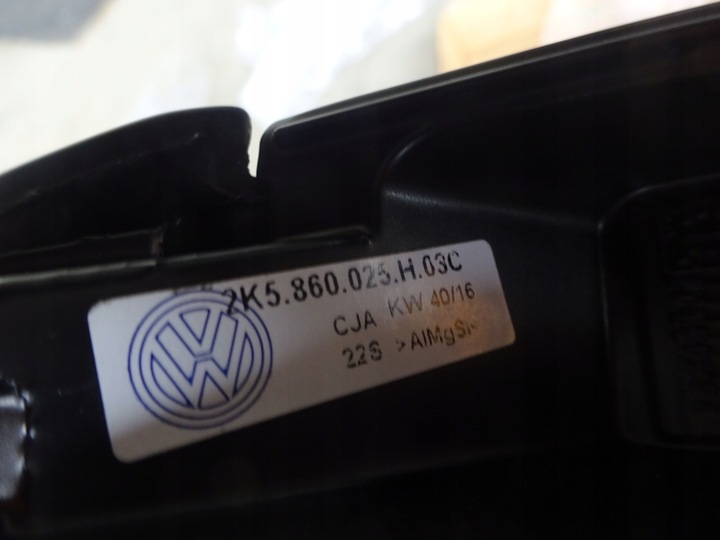 2K5.860.025.H.03C
CJA KW 40/16
22S >AlMgSi<